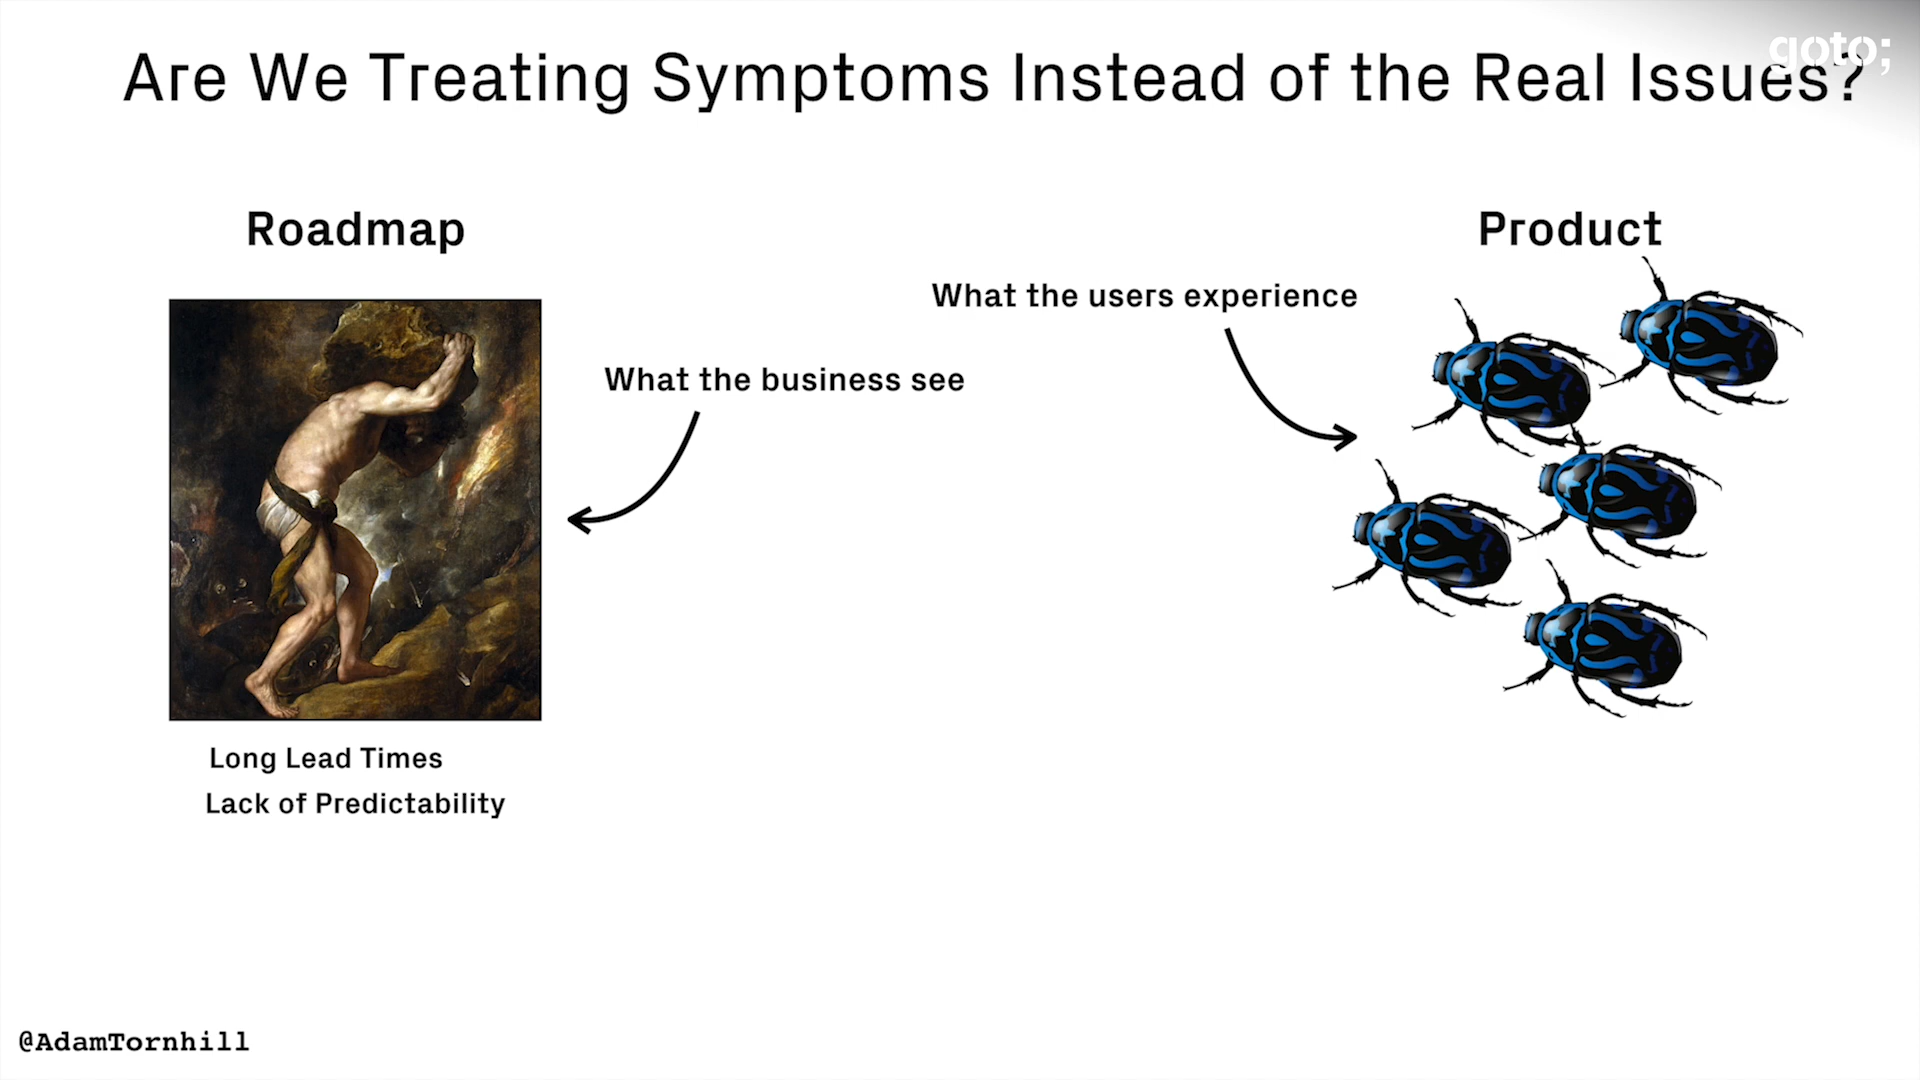 goto;
Are We Treating Symptoms Instead of the Real Issues?
Roadmap
Product
What the users experience
What the business see
Long Lead Times
Lack of Predictability
@AdamTornhill